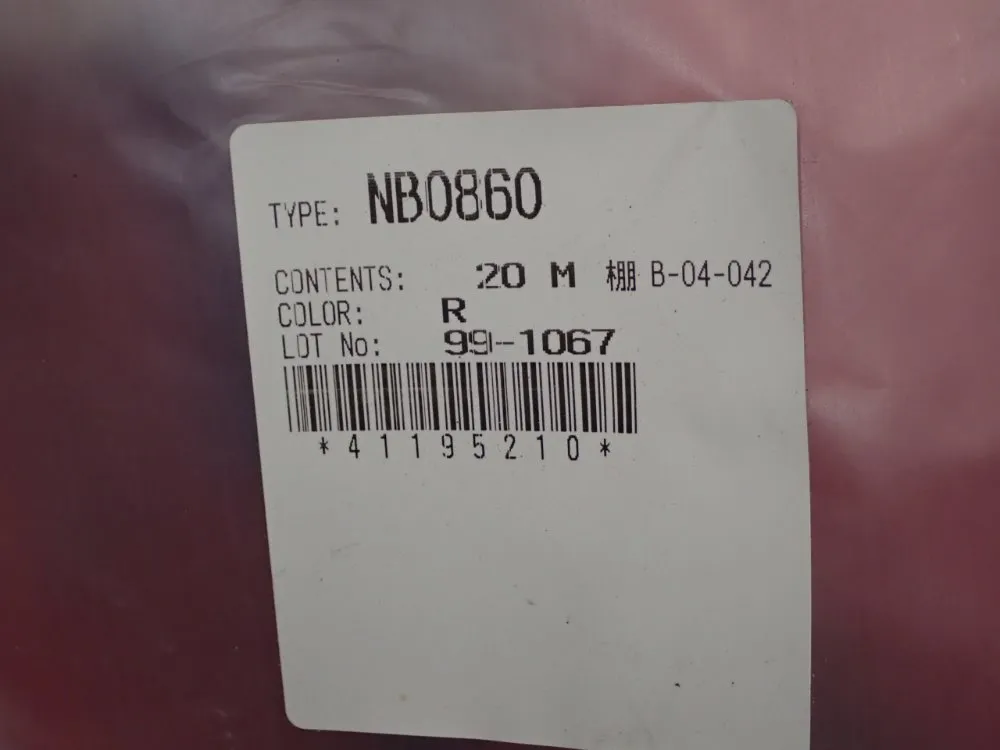 TYPE: NB0860
CONTENTS: 20 M 棚 B-04-042
COLOR: R
LOT No: 99-1067
*41195210*